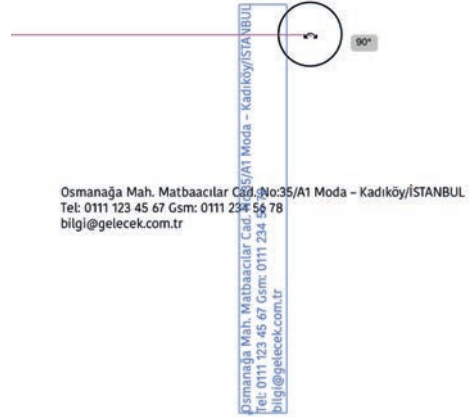 90°
Osmanağa Mah. Matbaacılar Cad. No:35/A1 Moda – Kadıköy/İSTANBUL
Tel: 0111 123 45 67 Gsm: 0111 234 56 78
bilgi@gelecek.com.tr
Osmanağa Mah. Matbaacılar Cad. No:35/A1 Moda – Kadıköy/İSTANBUL
Tel: 0111 123 45 67 Gsm: 0111 234 56 78
bilgi@gelecek.com.tr